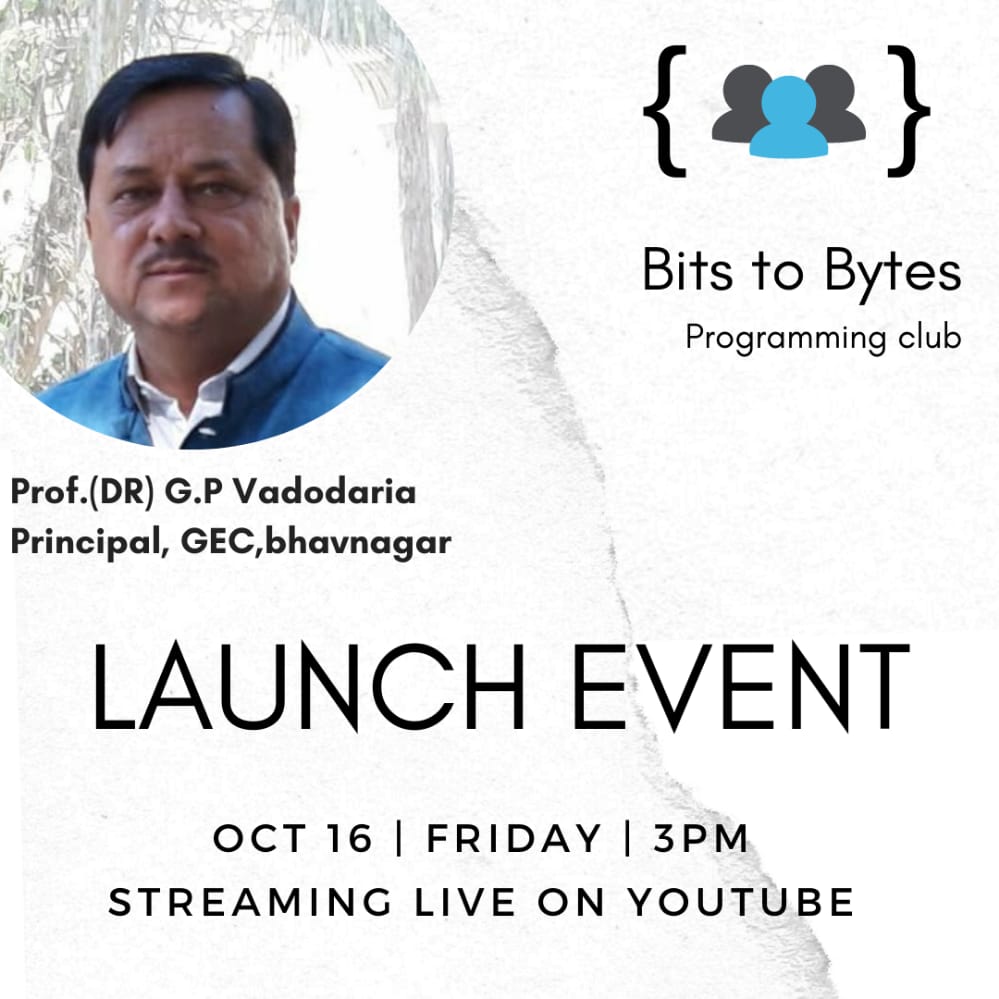 { }
Bits to Bytes
Programming club
Prof.(DR) G.P Vadodaria
Principal, GEC,bhavnagar
LAUNCH EVENT
OCT 16 | FRIDAY | 3PM
STREAMING LIVE ON YOUTUBE